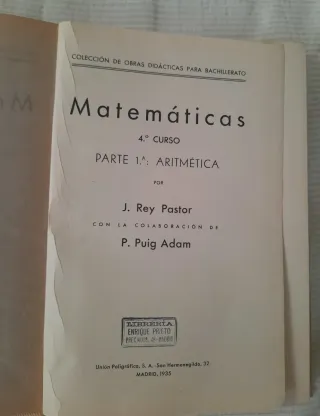 COLECCIÓN DE OBRAS DIDÁCTICAS PARA BACHILLERATO
Matemáticas
4.º CURSO
PARTE 1.ª: ARITMÉTICA
POR
J. Rey Pastor
CON LA COLABORACIÓN DE
P. Puig Adam
LIBRERÍA
ENRIQUE PRIETO
Unión Poligráfica, S. A. San Hermenegildo, 32
MADRID, 1935